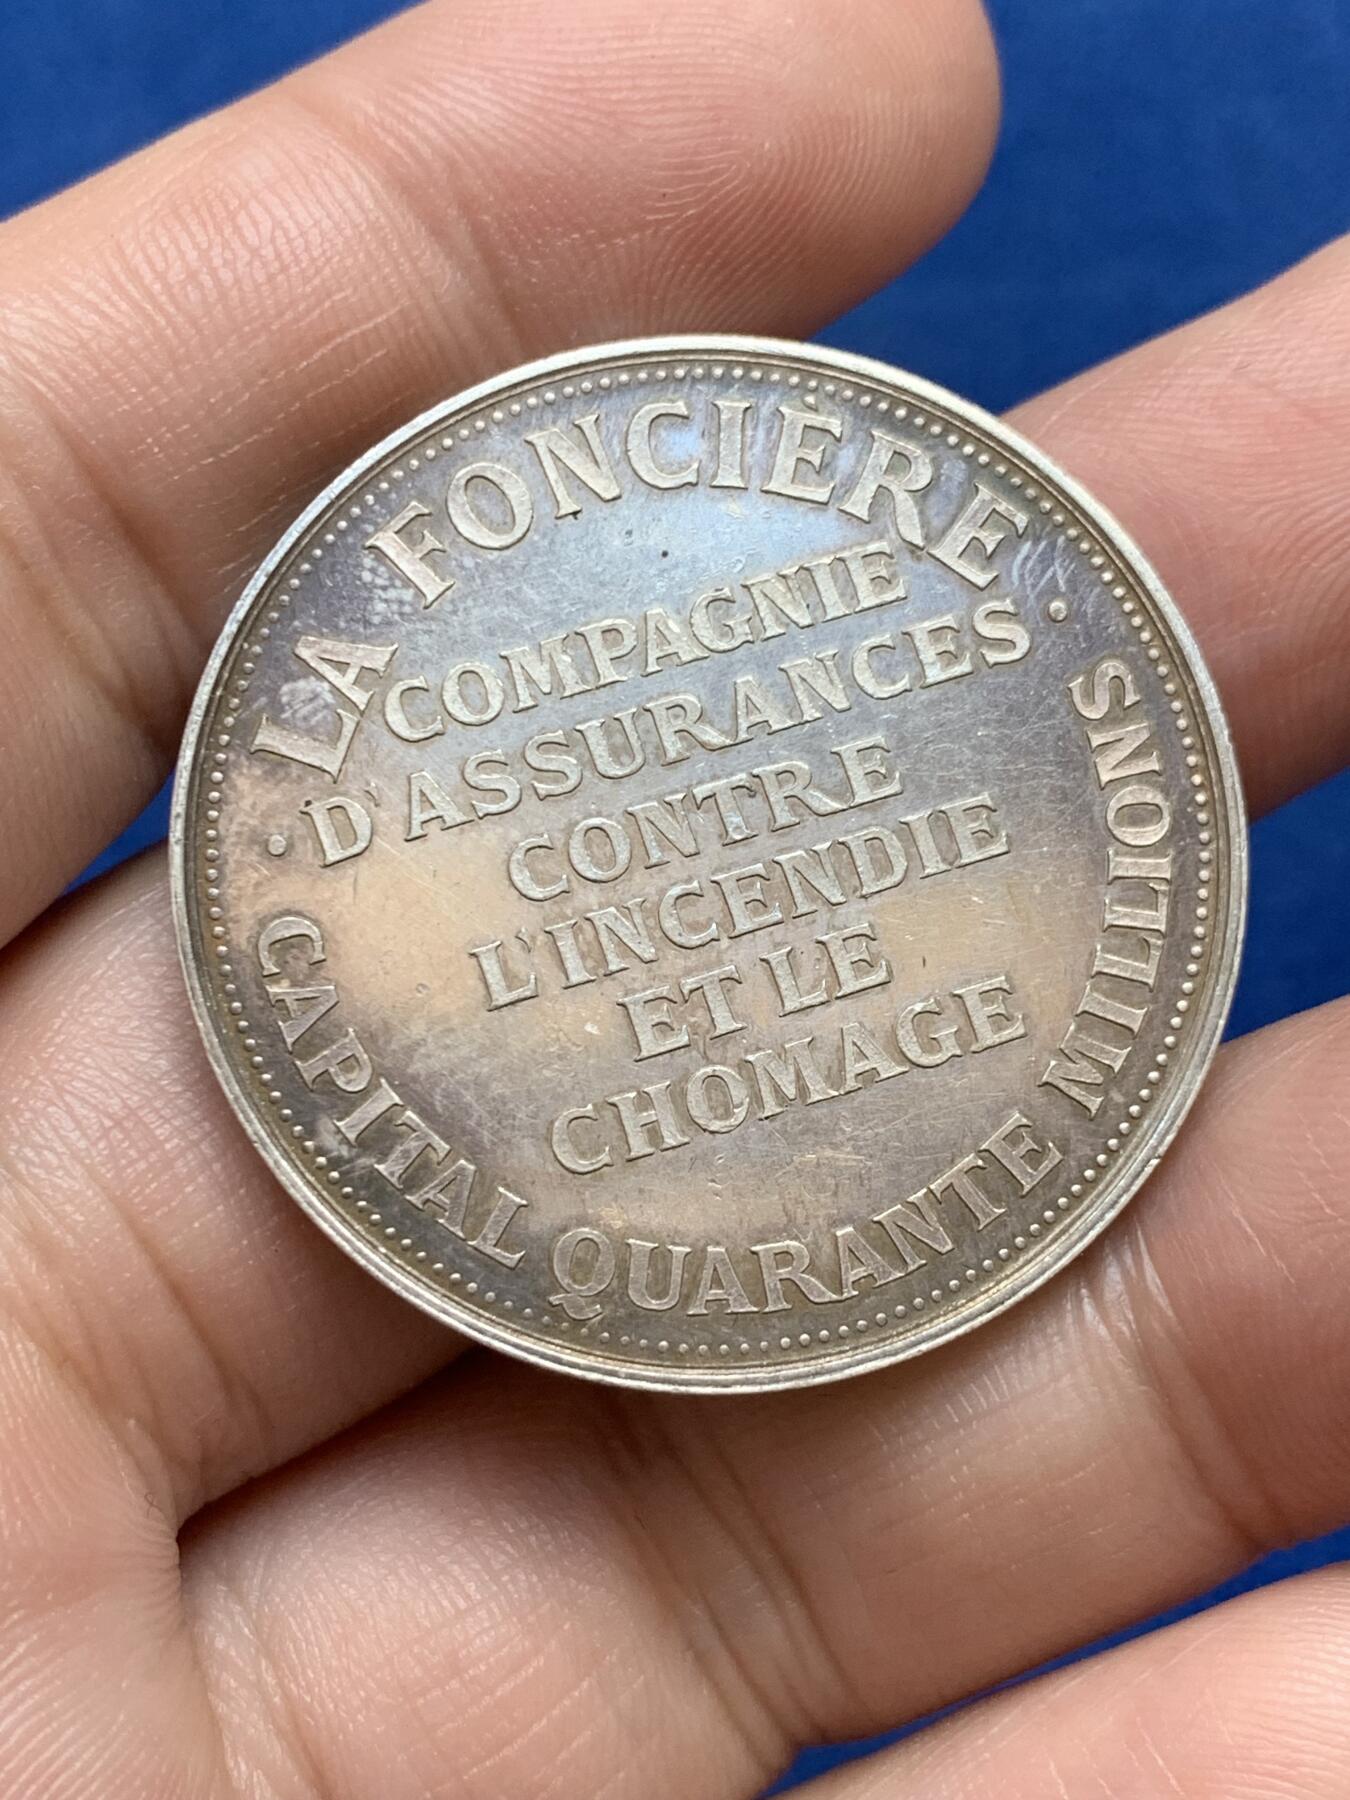 LA FONCIÈRE
COMPAGNIE
D'ASSURANCES
CONTRE
L'INCENDIE
ET LE
CHOMAGE
CAPITAL QUARANTE MILLIONS